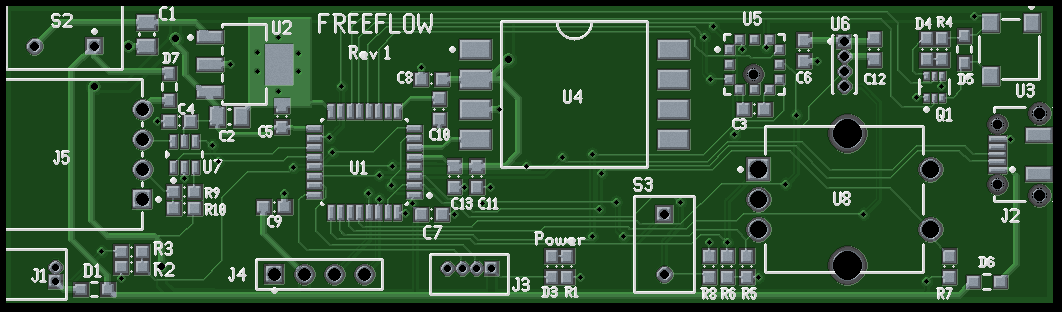 S2
C1
U2
FREEFLOW
Rev 1
U5
U6
D4 R4
D7
D5
C8
C6
C12
U3
U4
C4
C2
C5
C10
C3
Q1
J5
U7
U1
R9
R10
C13 C11
S3
U8
C9
C7
J2
Power
R3
R2
J1
D1
J4
J3
D3 R1
R8 R6 R5
D6
R7